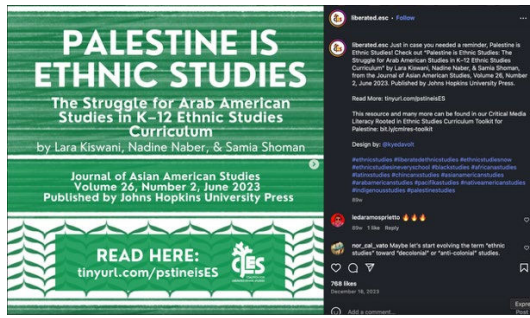 PALESTINE IS
ETHNIC STUDIES
The Struggle for Arab American
Studies in K–12 Ethnic Studies
Curriculum
by Lara Kiswani, Nadine Naber, & Samia Shoman
Journal of Asian American Studies
Volume 26, Number 2, June 2023
Published by Johns Hopkins University Press
READ HERE:
tinyurl.com/pstineisES
liberated.esc • Follow
liberated.esc Just in case you needed a reminder, Palestine is
Ethnic Studies! Check out "Palestine is Ethnic Studies: The
Struggle for Arab American Studies in K–12 Ethnic Studies
Curriculum" by Lara Kiswani, Nadine Naber, & Samia Shoman,
from the Journal of Asian American Studies, Volume 26, Number
2, June 2023. Published by Johns Hopkins University Press.
Read More: tinyurl.com/pstineisES
This resource and many more can be found in our Critical Media
Literacy Rooted in Ethnic Studies Curriculum Toolkit for
Palestine: bit.ly/cmlres-toolkit
Design by: @kyedavolt
#ethnicstudies #liberatedethnicstudies #ethnicstudiesnow
#ethnicstudiesineveryschool #blackstudies #africanastudies
#latinostudies #chicanxstudies #asianamericanstudies
#arabamericanstudies #pacifikastudies #nativeamericanstudies
#indigenousstudies #palestine
ledaramosprietto
1 like Reply
nor_cal_vato Maybe let's start evolving the term "ethnic
studies" toward "decolonial" or "anti-colonial" studies.
768 likes
December 16, 2023
Add a comment...